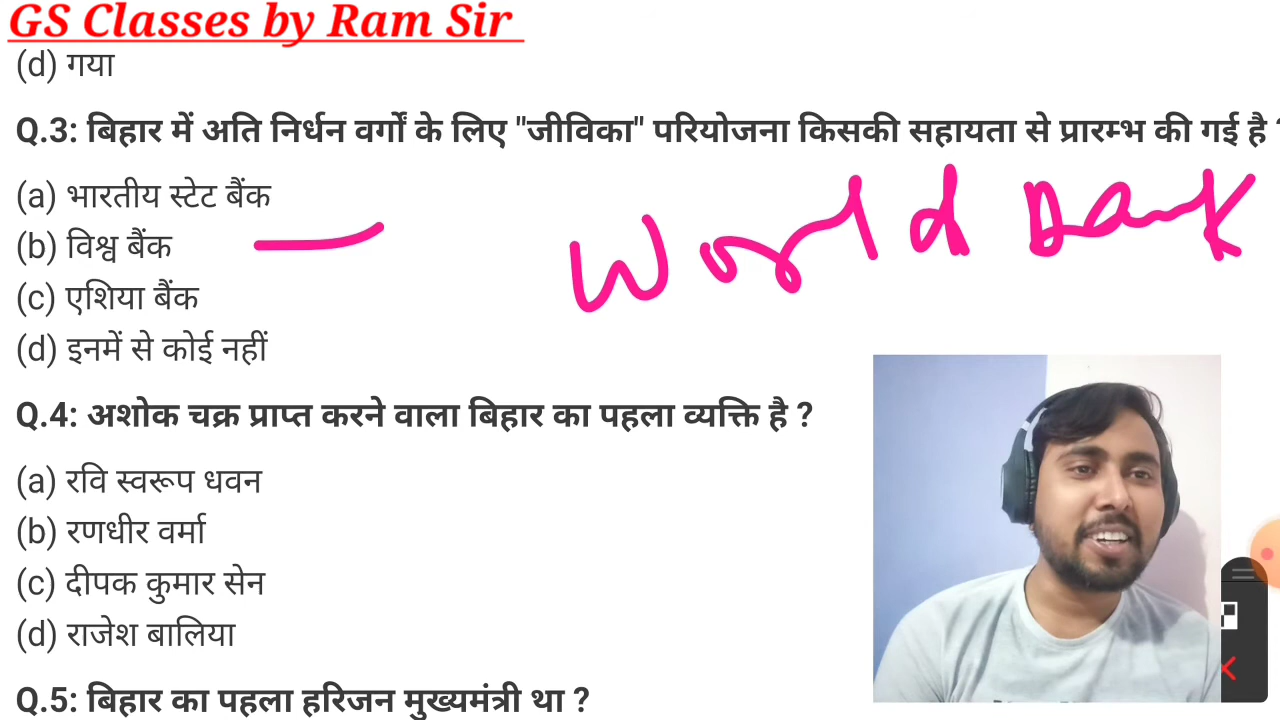 GS Classes by Ram Sir
(d) गया
Q.3: बिहार में अति निर्धन वर्गों के लिए "जीविका" परियोजना किसकी सहायता से प्रारम्भ की गई है ?
(a) भारतीय स्टेट बैंक
(b) विश्व बैंक
World Bank
(c) एशिया बैंक
(d) इनमें से कोई नहीं
Q.4: अशोक चक्र प्राप्त करने वाला बिहार का पहला व्यक्ति है ?
(a) रवि स्वरूप धवन
(b) रणधीर वर्मा
(c) दीपक कुमार सेन
(d) राजेश बालिया
Q.5: बिहार का पहला हरिजन मुख्यमंत्री था ?